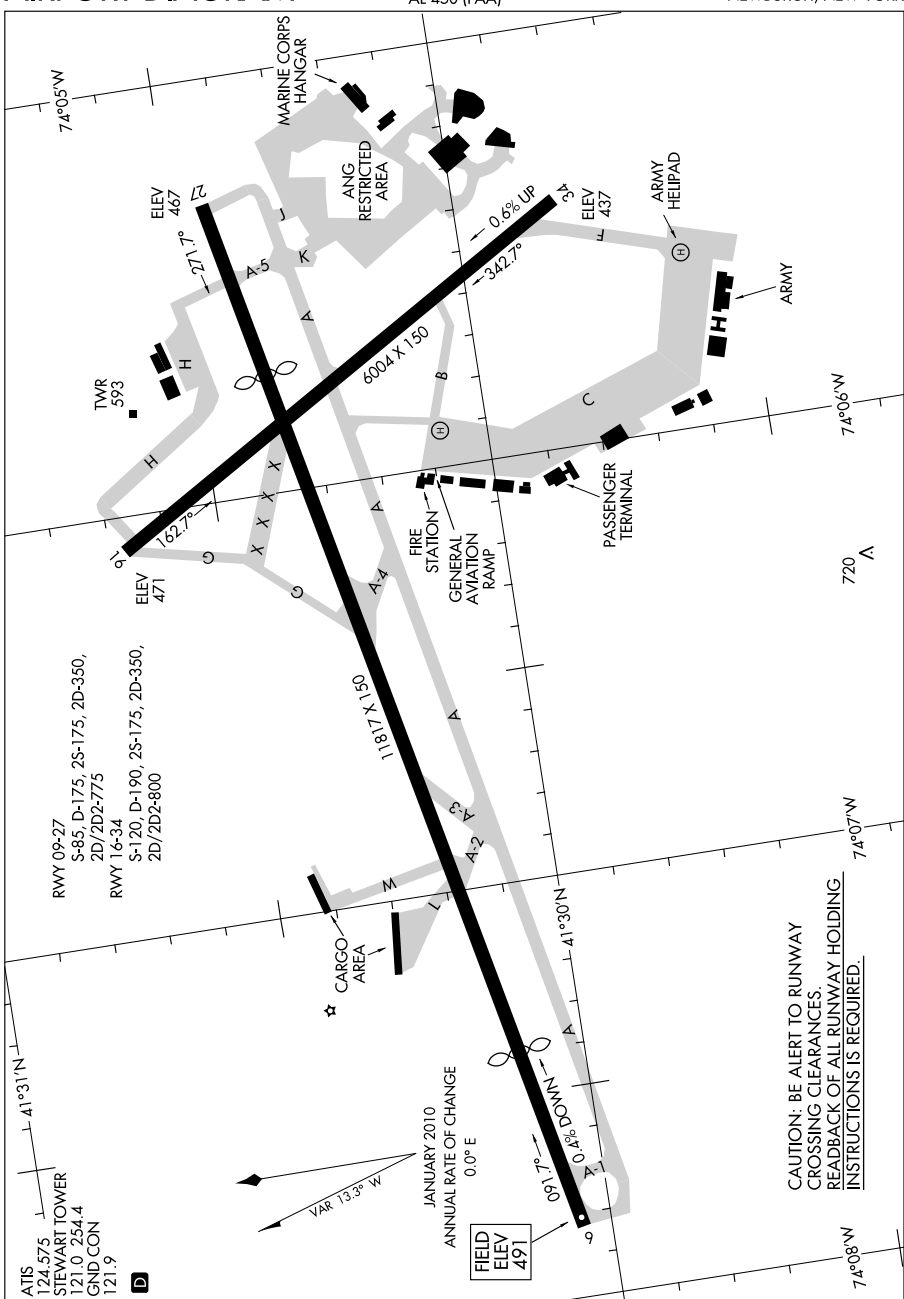 AIRPORT DIAGRAM
AL-450 (FAA)
NEWBURGH, NEW YORK
ATIS
124.575
STEWART TOWER
121.0 254.4
GND CON
121.9
D
41°31'N
74°05'W
RWY 09-27
S-85, D-175, 2S-175, 2D-350,
2D/2D2-775
RWY 16-34
S-120, D-190, 2S-175, 2D-350,
2D/2D2-800
TWR
593
ELEV
467
27
271.7°
MARINE CORPS
HANGAR
ANG
RESTRICTED
AREA
J
K
A-5
A
H
H
16
162.7°
ELEV
471
G
G
X X X X
A-4
A
6004 X 150
0.6% UP
342.7°
34
ELEV
437
F
ARMY
HELIPAD
H
ARMY
B
H
C
FIRE
STATION
GENERAL
AVIATION
RAMP
PASSENGER
TERMINAL
74°06'W
720
11817 X 150
A
A-3
A-2
W
L
CARGO
AREA
41°30'N
74°07'W
A
VAR 13.3° W
JANUARY 2010
ANNUAL RATE OF CHANGE
0.0° E
FIELD
ELEV
491
091.7°
0.4% DOWN
A-1
9
74°08'W
CAUTION: BE ALERT TO RUNWAY
CROSSING CLEARANCES.
READBACK OF ALL RUNWAY HOLDING
INSTRUCTIONS IS REQUIRED.